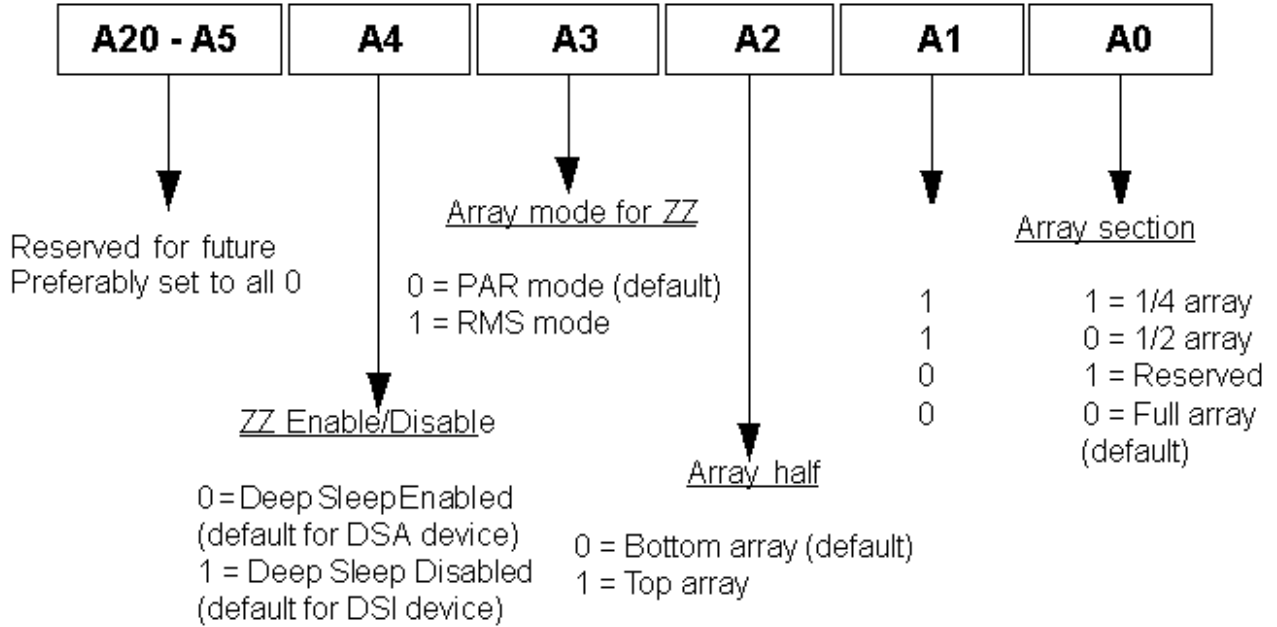 A20 - A5 A4 A3 A2 A1 A0
Reserved for future
Preferably set to all 0
ZZ Enable/Disable
0 = Deep Sleep Enabled
(default for DSA device)
1 = Deep Sleep Disabled
(default for DSI device)
Array mode for ZZ
0 = PAR mode (default)
1 = RMS mode
Array half
0 = Bottom array (default)
1 = Top array
Array section
1 1 = 1/4 array
1 0 = 1/2 array
0 1 = Reserved
0 0 = Full array
(default)